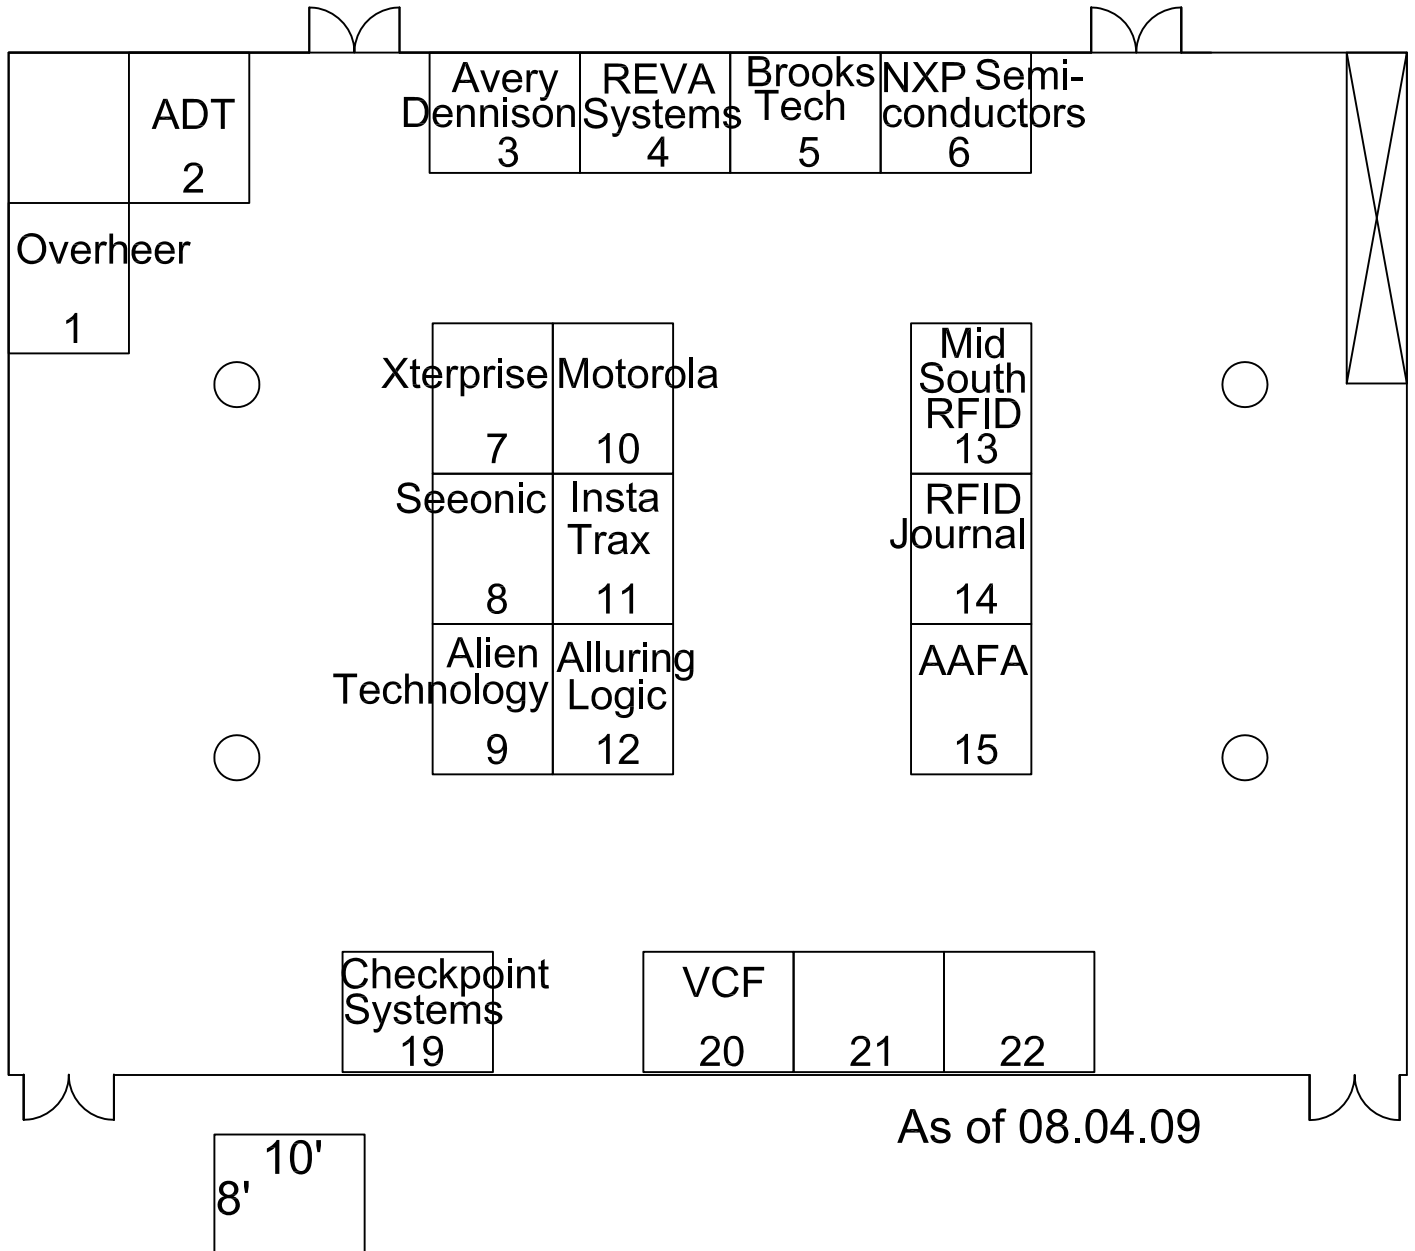 ADT
2
Overheer
1
Avery
Dennison
3
REVA
Systems
4
Brooks
Tech
5
NXP Semi-
conductors
6
Xterprise
7
Motorola
10
Seeonic
8
Insta
Trax
11
Alien
Technology
9
Alluring
Logic
12
Mid
South
RFID
13
RFID
Journal
14
AAFA
15
Checkpoint
Systems
19
VCF
20
21
22
As of 08.04.09
10'
8'